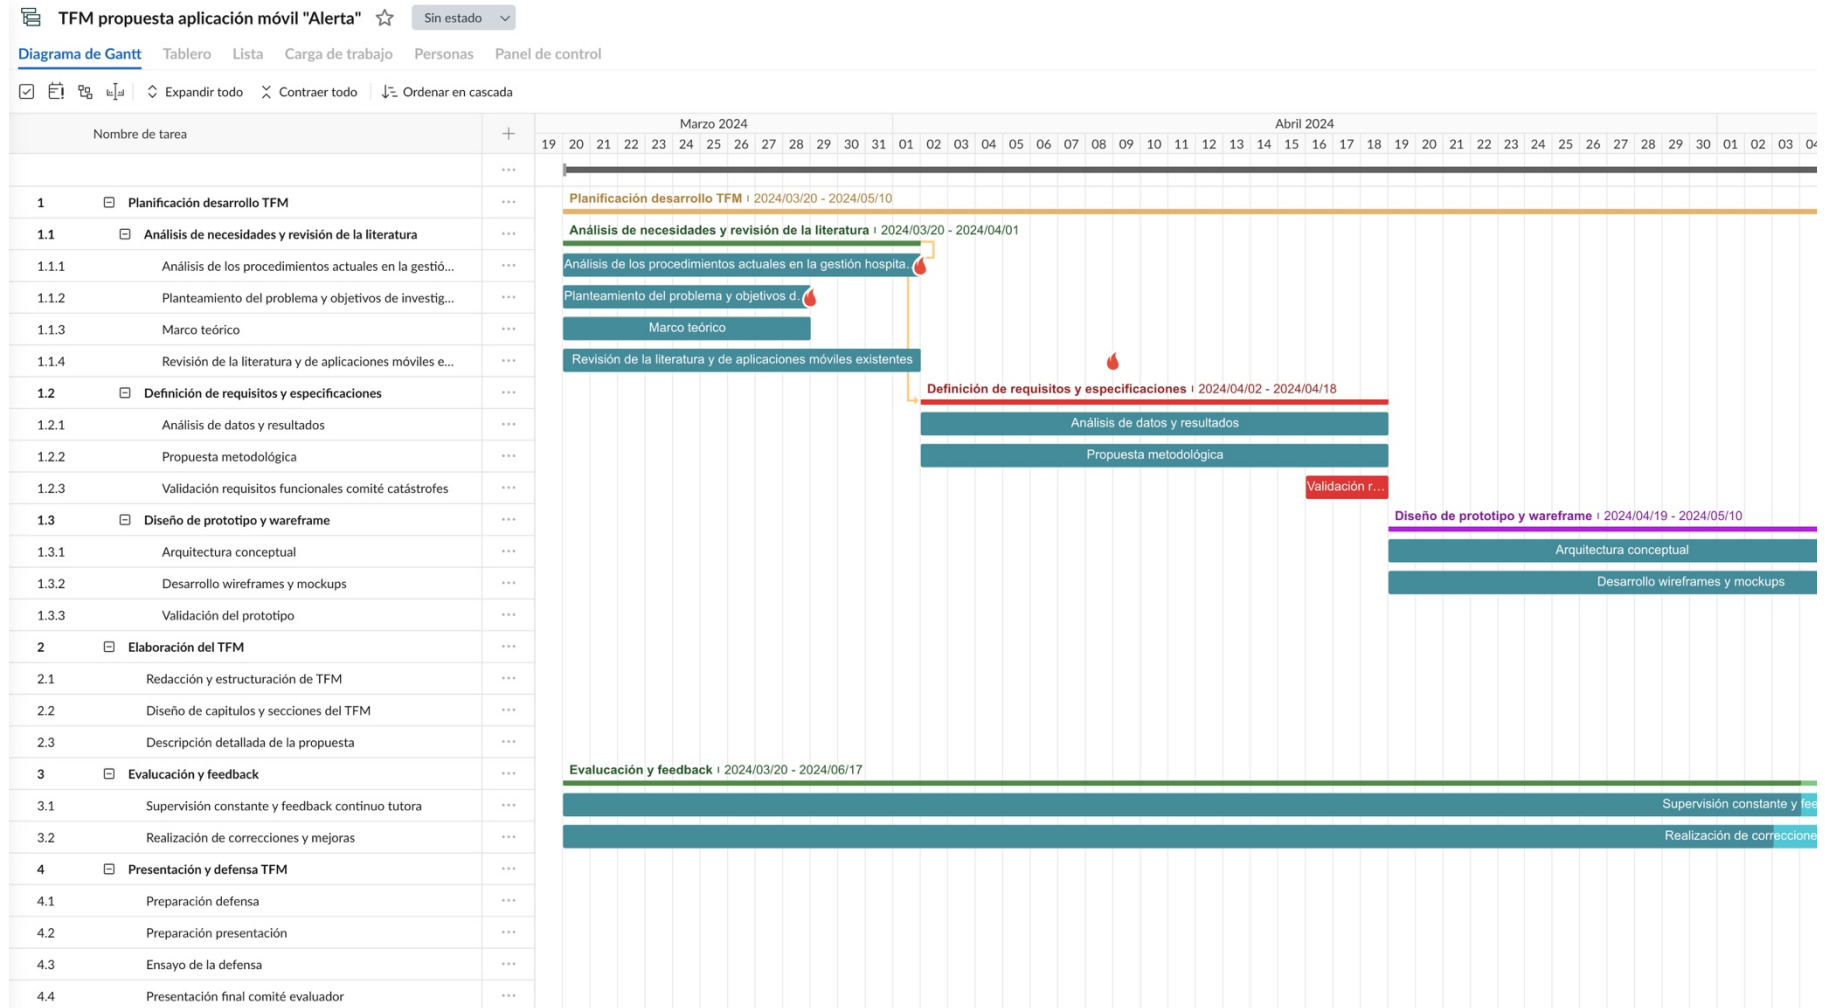 TFM propuesta aplicación móvil "Alerta" Sin estado
Diagrama de Gantt Tablero Lista Carga de trabajo Personas Panel de control
Expandir todo Contraer todo Ordenar en cascada
Nombre de tarea
Marzo 2024 Abril 2024
19 20 21 22 23 24 25 26 27 28 29 30 31 01 02 03 04 05 06 07 08 09 10 11 12 13 14 15 16 17 18 19 20 21 22 23 24 25 26 27 28 29 30 01 02 03 04
1 Planificación desarrollo TFM ... Planificación desarrollo TFM 2024/03/20 - 2024/05/10
1.1 Análisis de necesidades y revisión de la literatura ... Análisis de necesidades y revisión de la literatura 2024/03/20 - 2024/04/01
1.1.1 Análisis de los procedimientos actuales en la gestió... ... Análisis de los procedimientos actuales en la gestión hospita..
1.1.2 Planteamiento del problema y objetivos de investig... ... Planteamiento del problema y objetivos d..
1.1.3 Marco teórico ... Marco teórico
1.1.4 Revisión de la literatura y de aplicaciones móviles e... ... Revisión de la literatura y de aplicaciones móviles existentes
1.2 Definición de requisitos y especificaciones ... Definición de requisitos y especificaciones 2024/04/02 - 2024/04/18
1.2.1 Análisis de datos y resultados ... Análisis de datos y resultados
1.2.2 Propuesta metodológica ... Propuesta metodológica
1.2.3 Validación requisitos funcionales comité catástrofes ... Validación r...
1.3 Diseño de prototipo y wareframe ... Diseño de prototipo y wareframe 2024/04/19 - 2024/05/10
1.3.1 Arquitectura conceptual ... Arquitectura conceptual
1.3.2 Desarrollo wireframes y mockups ... Desarrollo wireframes y mockups
1.3.3 Validación del prototipo ...
2 Elaboración del TFM ...
2.1 Redacción y estructuración de TFM ...
2.2 Diseño de capitulos y secciones del TFM ...
2.3 Descripción detallada de la propuesta ...
3 Evalucación y feedback ... Evalucación y feedback 2024/03/20 - 2024/06/17
3.1 Supervisión constante y feedback continuo tutora ... Supervisión constante y fee
3.2 Realización de correcciones y mejoras ... Realización de correccione
4 Presentación y defensa TFM ...
4.1 Preparación defensa ...
4.2 Preparación presentación ...
4.3 Ensayo de la defensa ...
4.4 Presentación final comité evaluador ...